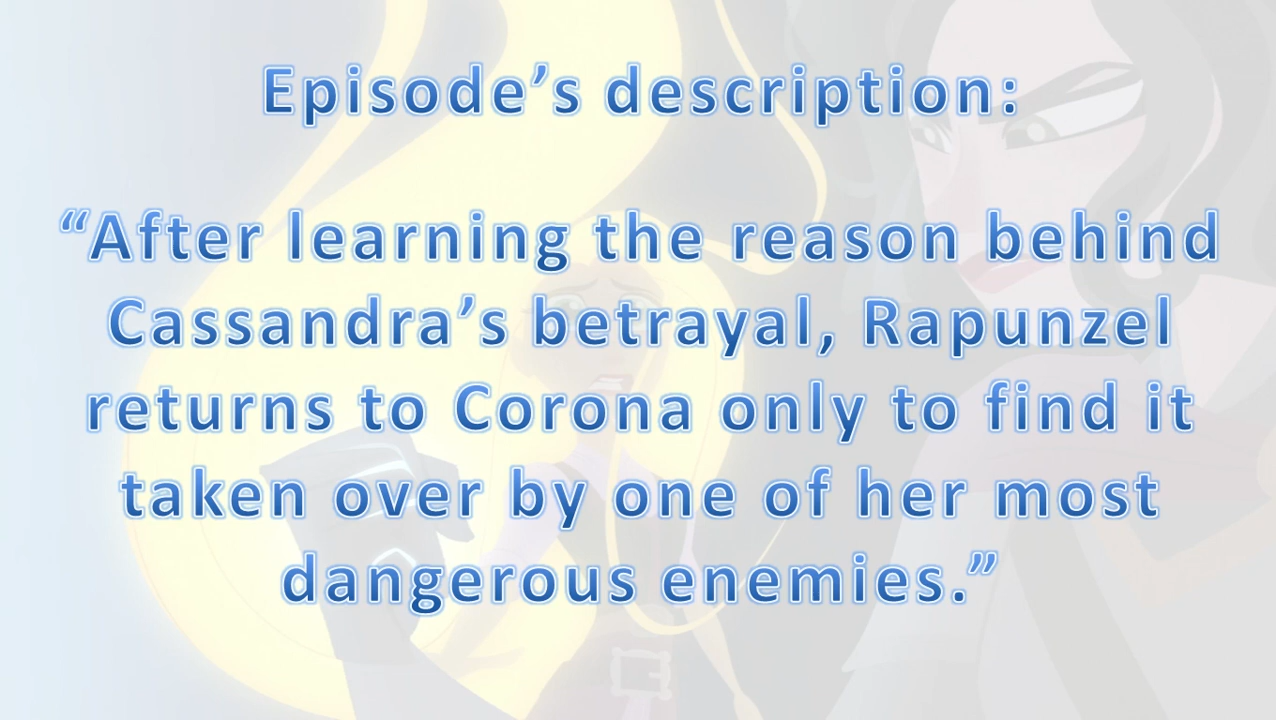 Episode’s description:
“After learning the reason behind
Cassandra’s betrayal, Rapunzel
returns to Corona only to find it
taken over by one of her most
dangerous enemies.”